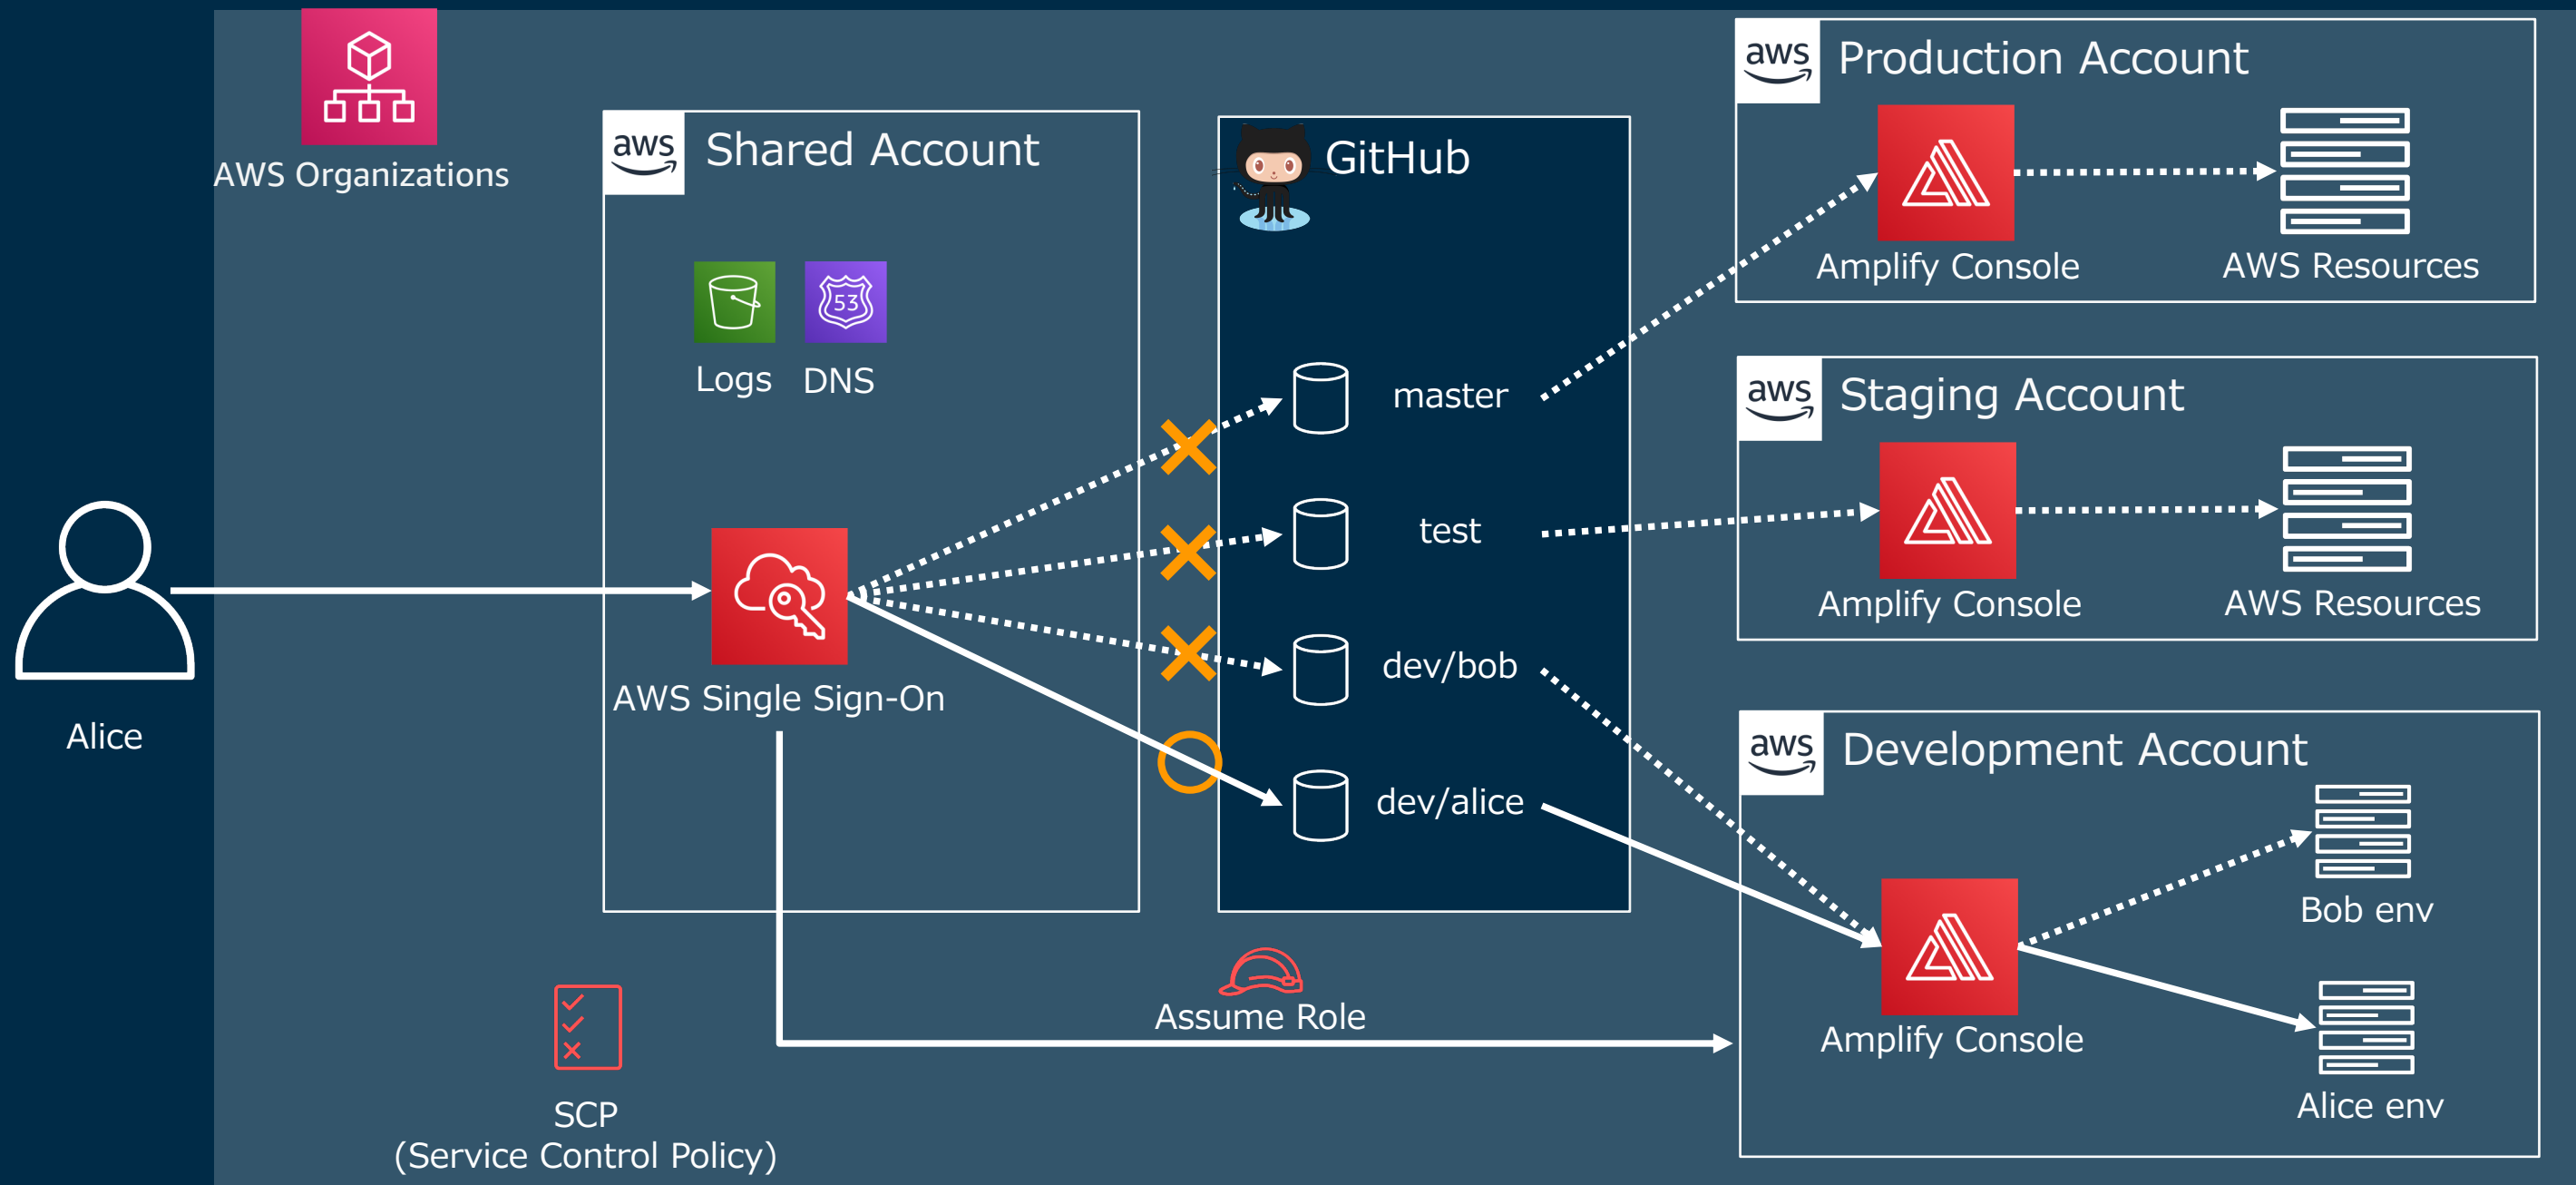 AWS Organizations
aws
Shared Account
Logs
DNS
53
AWS Single Sign-On
Alice
GitHub
master
test
dev/bob
dev/alice
Assume Role
SCP
(Service Control Policy)
aws
Production Account
Amplify Console
AWS Resources
aws
Staging Account
Amplify Console
AWS Resources
aws
Development Account
Amplify Console
Bob env
Alice env